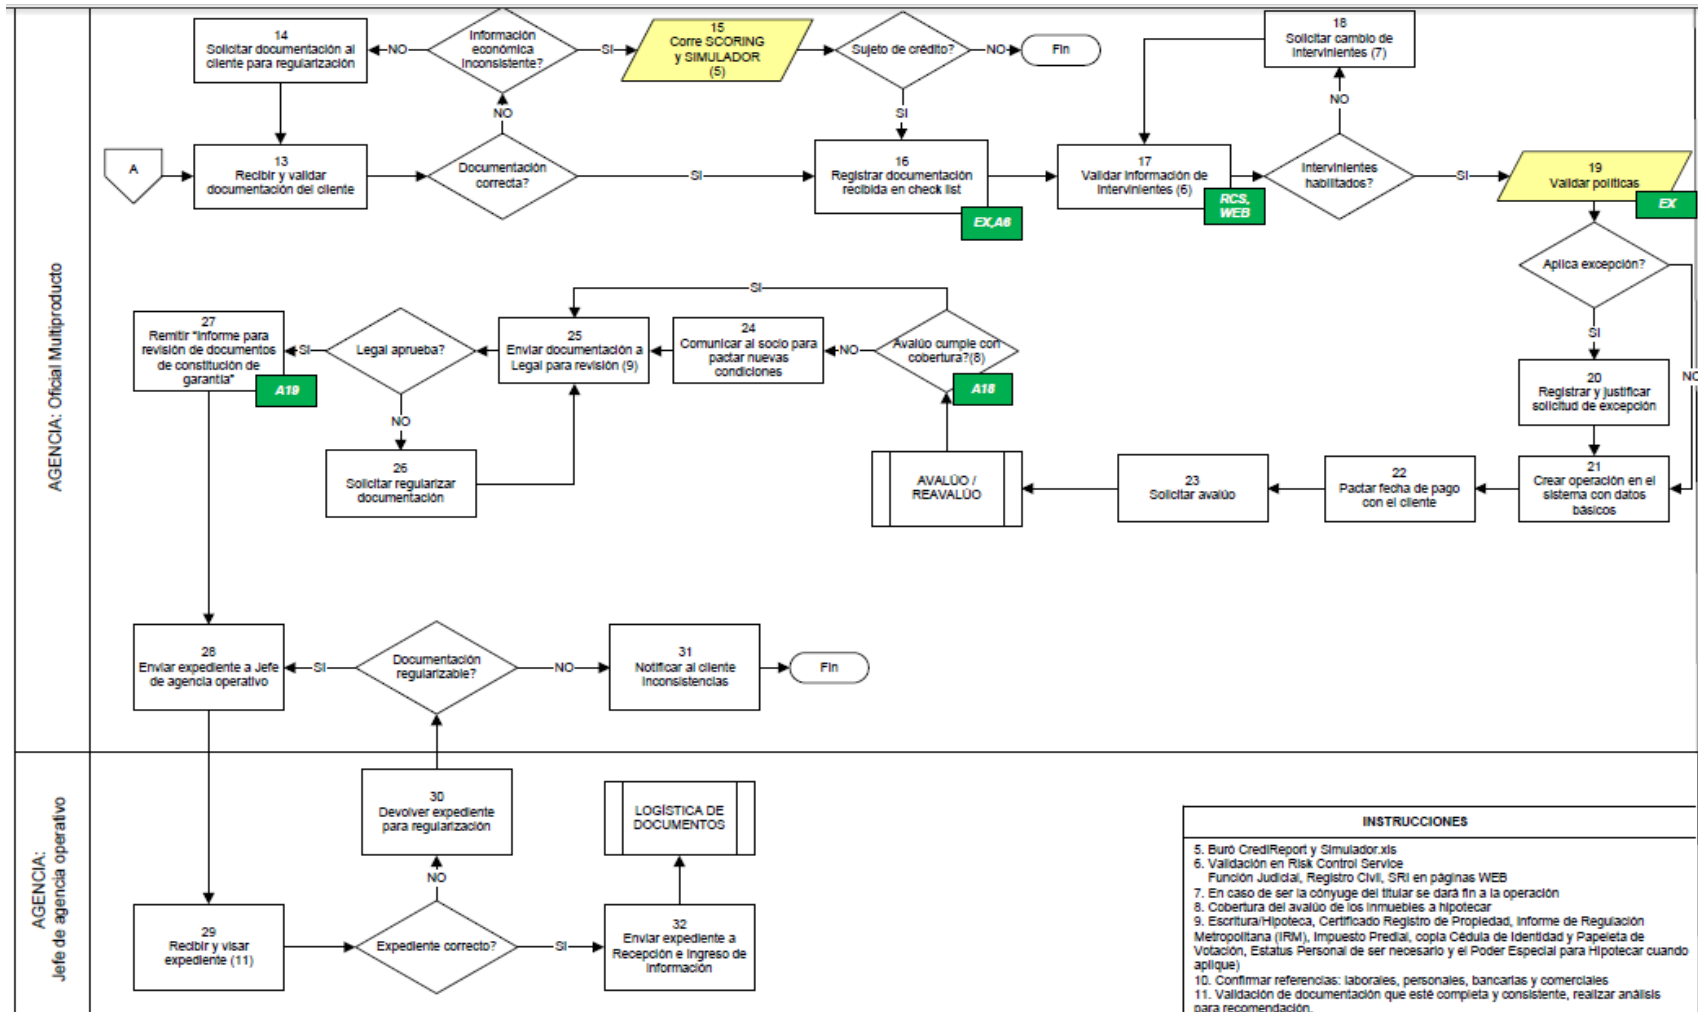 14
Solicitar documentación al
cliente para regularización
NO
Información
económica
inconsistente?
SI
15
Corre SCORING
y SIMULADOR
(5)
Sujeto de crédito?
NO
Fin
18
Solicitar cambio de
Intervinientes (7)
NO
SI
NO
A
13
Recibir y validar
documentación del cliente
Documentación
correcta?
SI
16
Registrar documentación
recibida en check list
EX,A6
17
Validar información de
Intervinientes (6)
RCS,
WEB
Intervinientes
habilitados?
SI
19
Validar políticas
EX
Aplica excepción?
SI
NO
20
Registrar y justificar
solicitud de excepción
21
Crear operación en el
sistema con datos
básicos
22
Pactar fecha de pago
con el cliente
23
Solicitar avalúo
AVALÚO /
REAVALÚO
SI
Avalúo cumple con
cobertura?(8)
A18
NO
24
Comunicar al socio para
pactar nuevas
condiciones
25
Enviar documentación a
Legal para revisión (9)
Legal aprueba?
SI
27
Remitir "Informe para
revisión de documentos
de constitución de
garantía"
A19
NO
26
Solicitar regularizar
documentación
AGENCIA: Oficial Multiproducto
28
Enviar expediente a Jefe
de agencia operativo
SI
Documentación
regularizable?
NO
31
Notificar al cliente
inconsistencias
Fin
AGENCIA:
Jefe de agencia operativo
30
Devolver expediente
para regularización
LOGÍSTICA DE
DOCUMENTOS
NO
29
Recibir y visar
expediente (11)
Expediente correcto?
SI
32
Enviar expediente a
Recepción e Ingreso de
Información
INSTRUCCIONES
5. Buró CrediReport y Simulador.xls
6. Validación en Risk Control Service
Función Judicial, Registro Civil, SRI en páginas WEB
7. En caso de ser la cónyuge del titular se dará fin a la operación
8. Cobertura del avalúo de los inmuebles a hipotecar
9. Escritura/Hipoteca, Certificado Registro de Propiedad, Informe de Regulación
Metropolitana (IRM), Impuesto Predial, copia Cédula de Identidad y Papeleta de
Votación, Estatus Personal de ser necesario y el Poder Especial para Hipotecar cuando
aplique)
10. Confirmar referencias: laborales, personales, bancarias y comerciales
11. Validación de documentación que esté completa y consistente, realizar análisis
para recomendación.